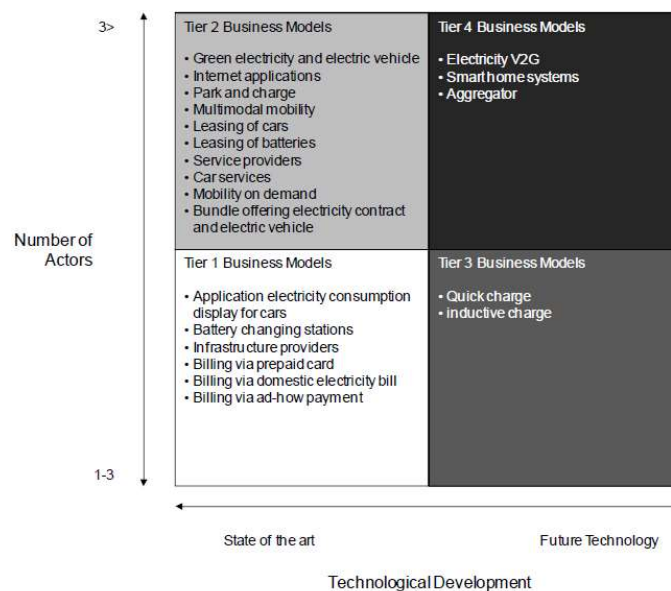 3>
Number of
Actors
1-3
Tier 2 Business Models
• Green electricity and electric vehicle
• Internet applications
• Park and charge
• Multimodal mobility
• Leasing of cars
• Leasing of batteries
• Service providers
• Car services
• Mobility on demand
• Bundle offering electricity contract
and electric vehicle
Tier 4 Business Models
• Electricity V2G
• Smart home systems
• Aggregator
Tier 1 Business Models
• Application electricity consumption
display for cars
• Battery changing stations
• Infrastructure providers
• Billing via prepaid card
• Billing via domestic electricity bill
• Billing via ad-how payment
Tier 3 Business Models
• Quick charge
• inductive charge
State of the art
Future Technology
Technological Development